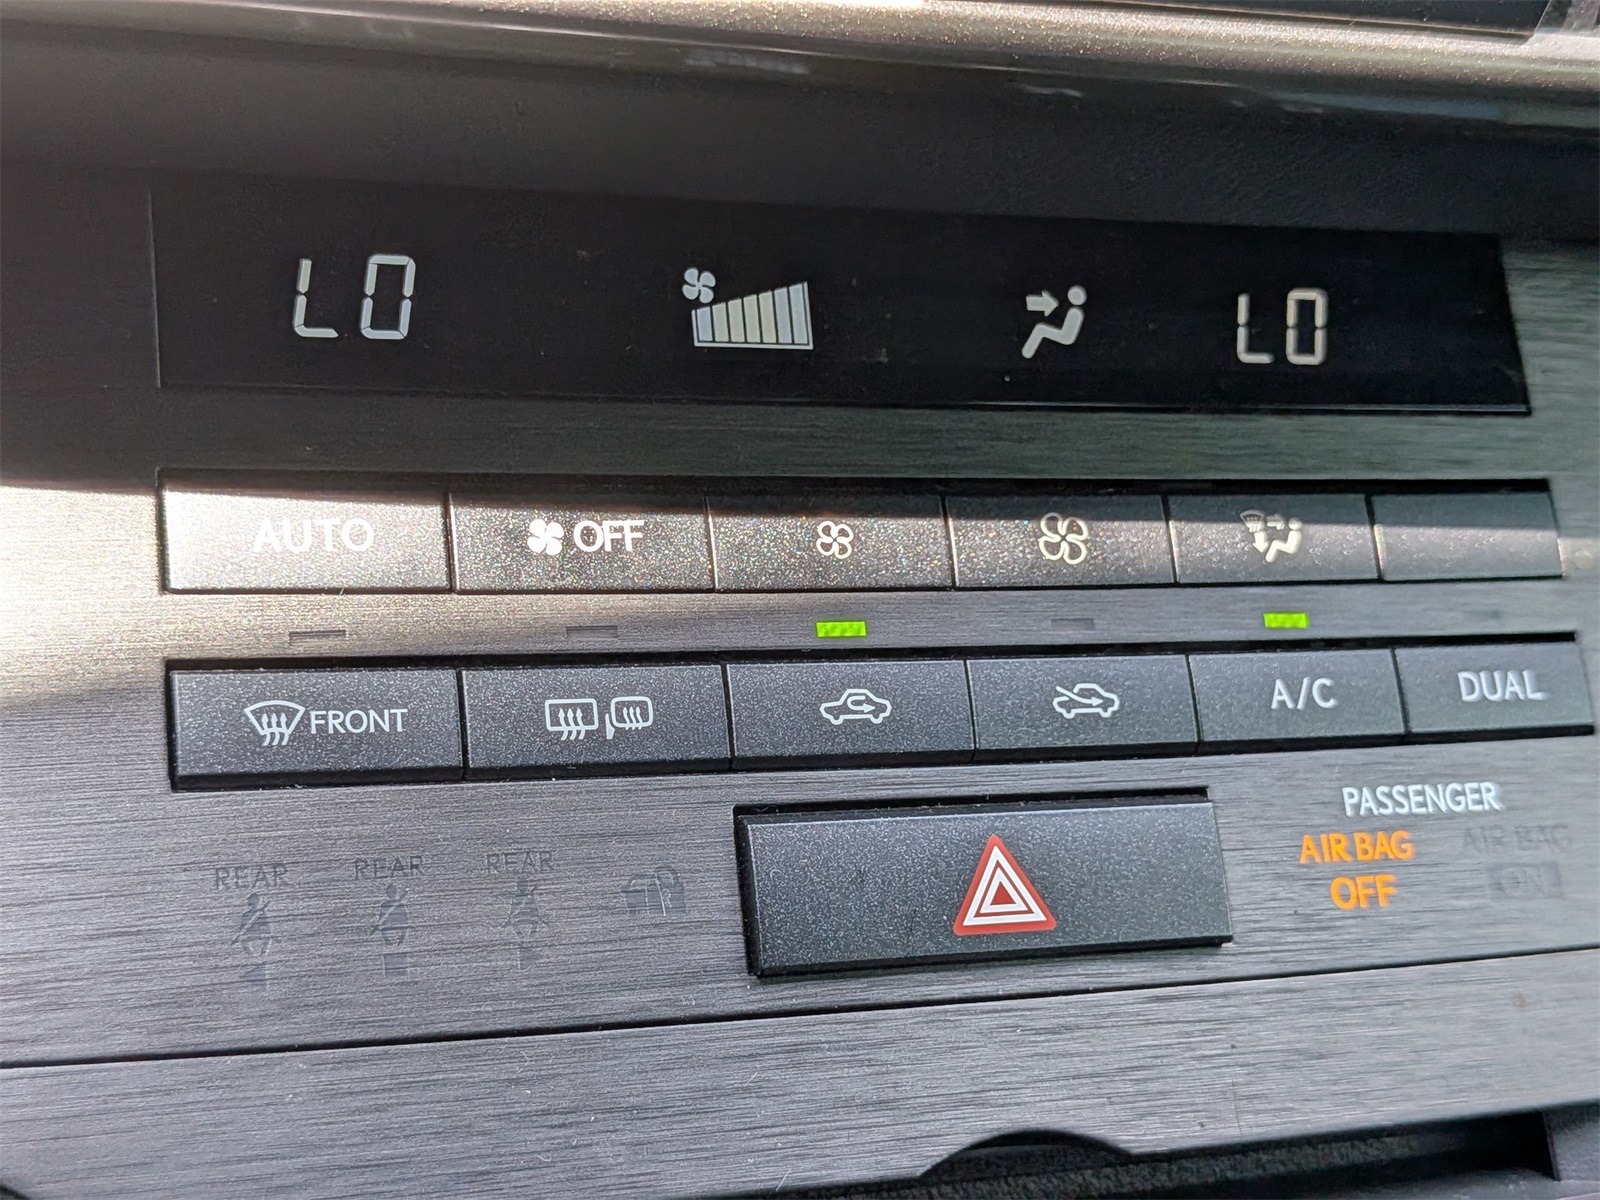 LO LO
AUTO OFF
FRONT A/C DUAL
PASSENGER
REAR REAR REAR AIR BAG AIR BAG
OFF ON